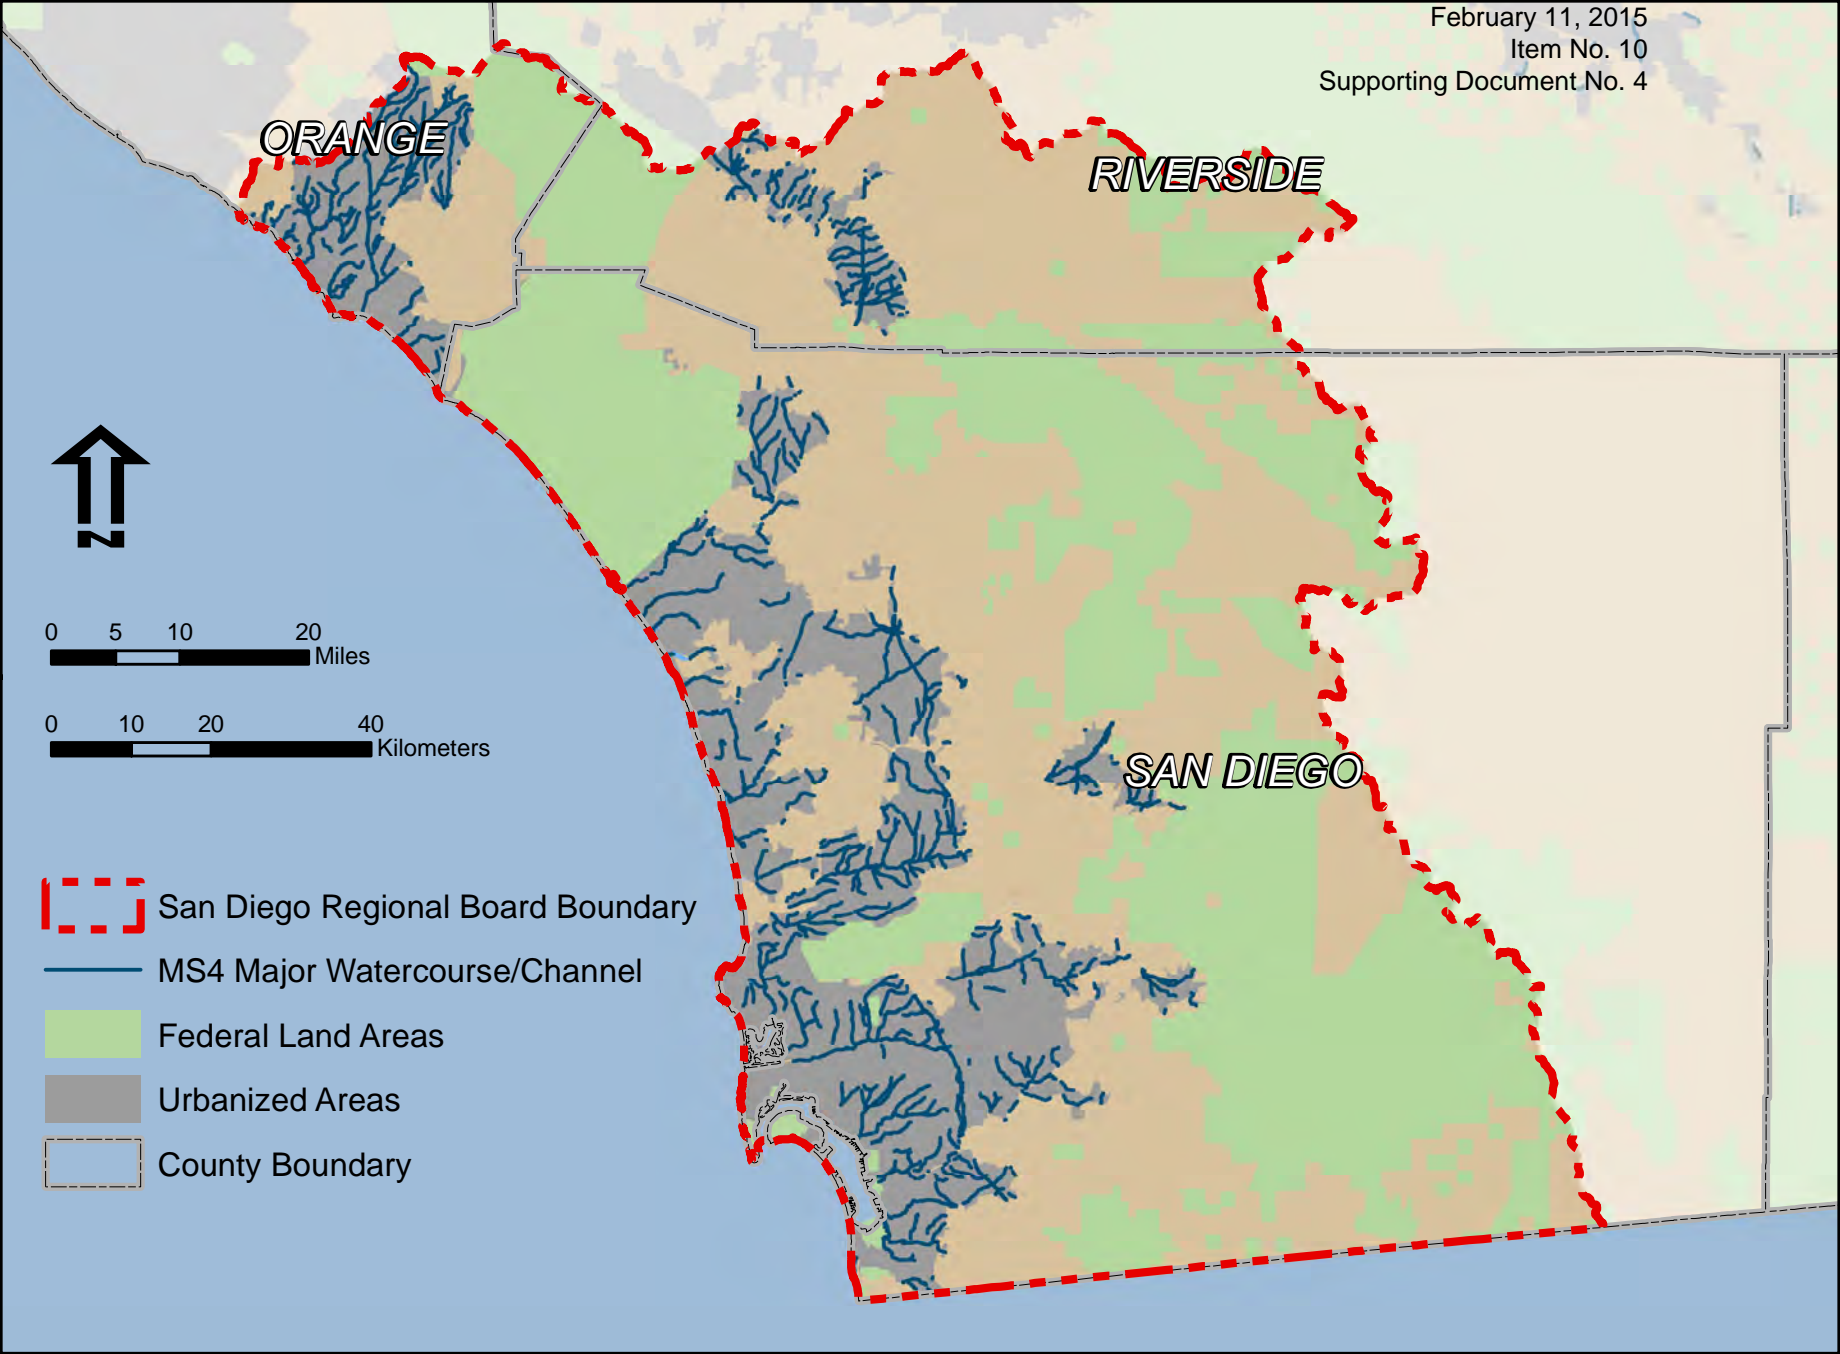 February 11, 2015
Item No. 10
Supporting Document No. 4
ORANGE
RIVERSIDE
N
0 5 10 20
Miles
0 10 20 40
Kilometers
SAN DIEGO
San Diego Regional Board Boundary
MS4 Major Watercourse/Channel
Federal Land Areas
Urbanized Areas
County Boundary